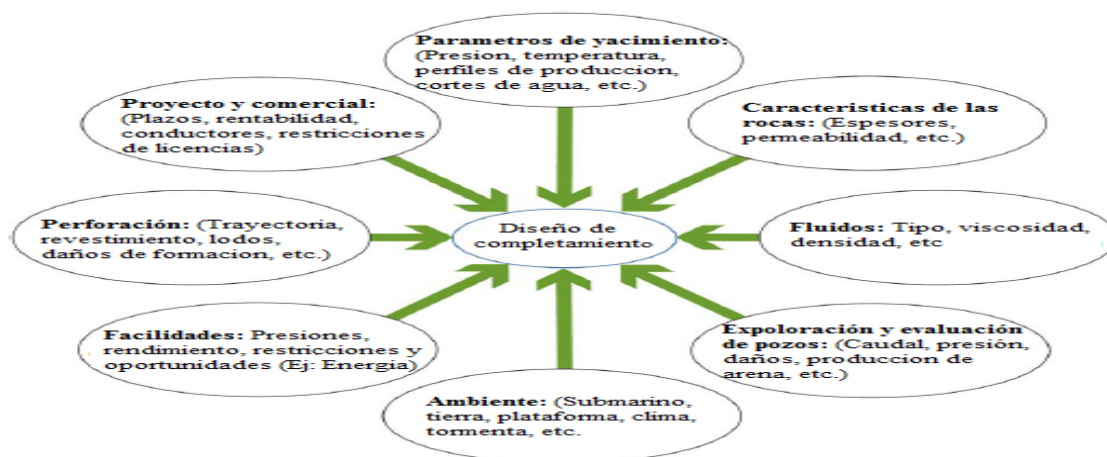 Parametros de yacimiento:
(Presion, temperatura,
perfiles de produccion,
cortes de agua, etc.)
Proyecto y comercial:
(Plazos, rentabilidad,
conductores, restricciones
de licencias)
Caracteristicas de las
rocas: (Espesores,
permeabilidad, etc.)
Perforación: (Trayectoria,
revestimiento, lodos,
daños de formacion, etc.)
Diseño de
completamiento
Fluidos: Tipo, viscosidad,
densidad, etc
Facilidades: Presiones,
rendimiento, restricciones y
oportunidades (Ej: Energia)
Expoloración y evaluación
de pozos: (Caudal, presión,
daños, produccion de
arena, etc.)
Ambiente: (Submarino,
tierra, plataforma, clima,
tormenta, etc.